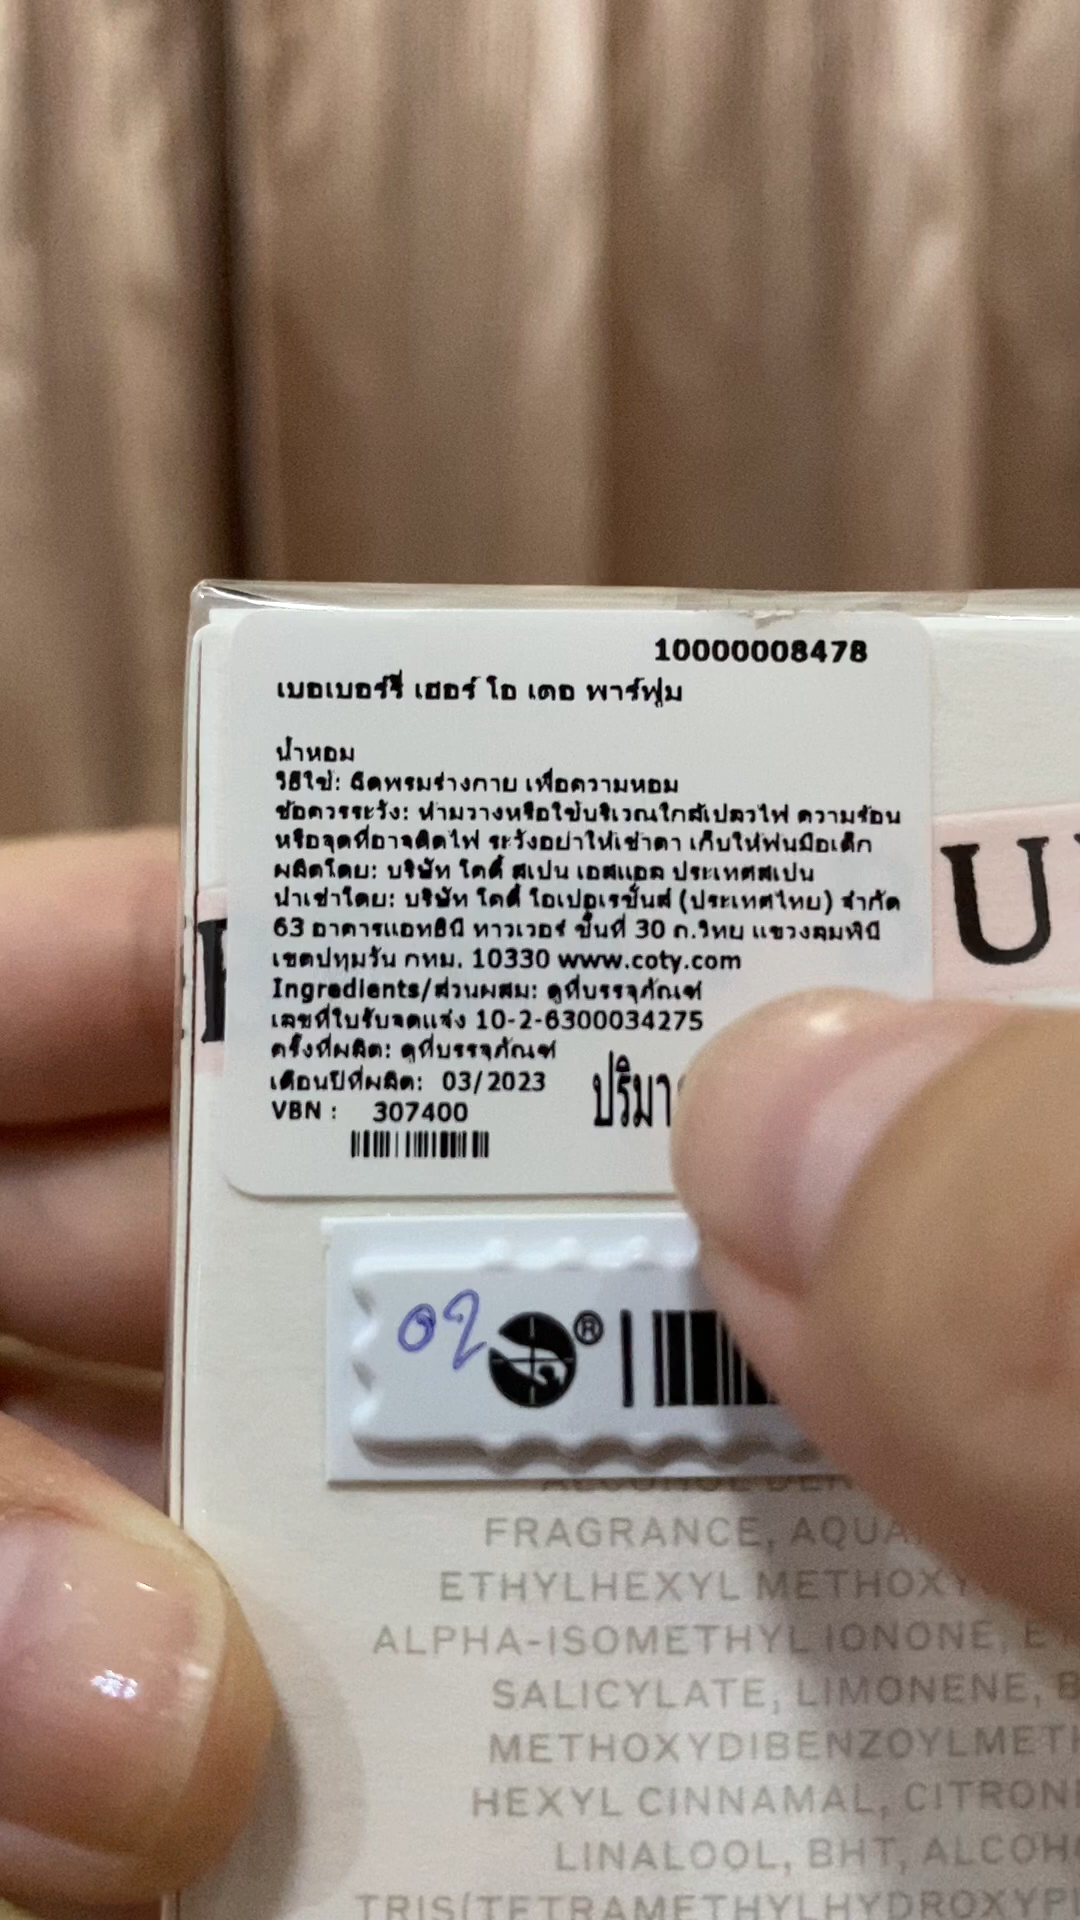 10000008478
เบอเบอร์รี่ เฮอร์ โอ เดอ พาร์ฟูม
น้ำหอม
วิธีใช้: ฉีดพรมร่างกาย เพื่อความหอม
ข้อควรระวัง: ห้ามวางหรือใช้บริเวณใกล้เปลวไฟ ความร้อน
หรือจุดที่อาจติดไฟ ระวังอย่าให้เข้าตา เก็บให้พ้นมือเด็ก
ผลิตโดย: บริษัท โคตี้ สเปน เอสแอล ประเทศสเปน
นำเข้าโดย: บริษัท โคตี้ โอเปอเรชั่นส์ (ประเทศไทย) จำกัด
63 อาคารแอทธินี ทาวเวอร์ ชั้นที่ 30 ถ.วิทยุ แขวงลุมพินี
เขตปทุมวัน กทม. 10330 www.coty.com
Ingredients/ส่วนผสม: ดูที่บรรจุภัณฑ์
เลขที่ใบรับจดแจ้ง 10-2-6300034275
ครั้งที่ผลิต: ดูที่บรรจุภัณฑ์
เดือนปีที่ผลิต: 03/2023
VBN : 307400
ปริมา
U
02 ®
FRAGRANCE, AQUA
ETHYLHEXYL METHOXY
ALPHA-ISOMETHYL IONONE, E
SALICYLATE, LIMONENE, B
METHOXYDIBENZOYLMET
HEXYL CINNAMAL, CITRON
LINALOOL, BHT, ALCOH
TRIS(TETRAMETHYLHYDROXYPI